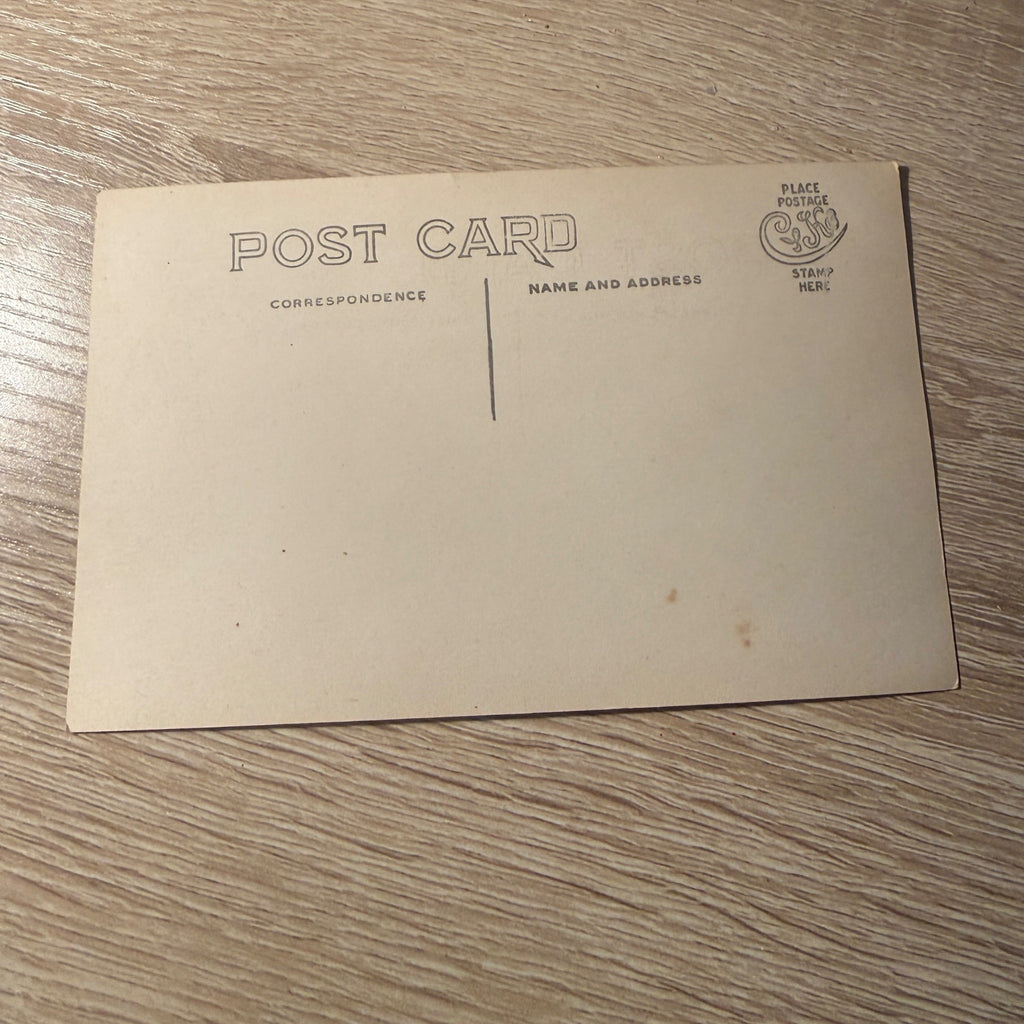 POST CARD
CORRESPONDENCE
NAME AND ADDRESS
PLACE
POSTAGE
STAMP
HERE